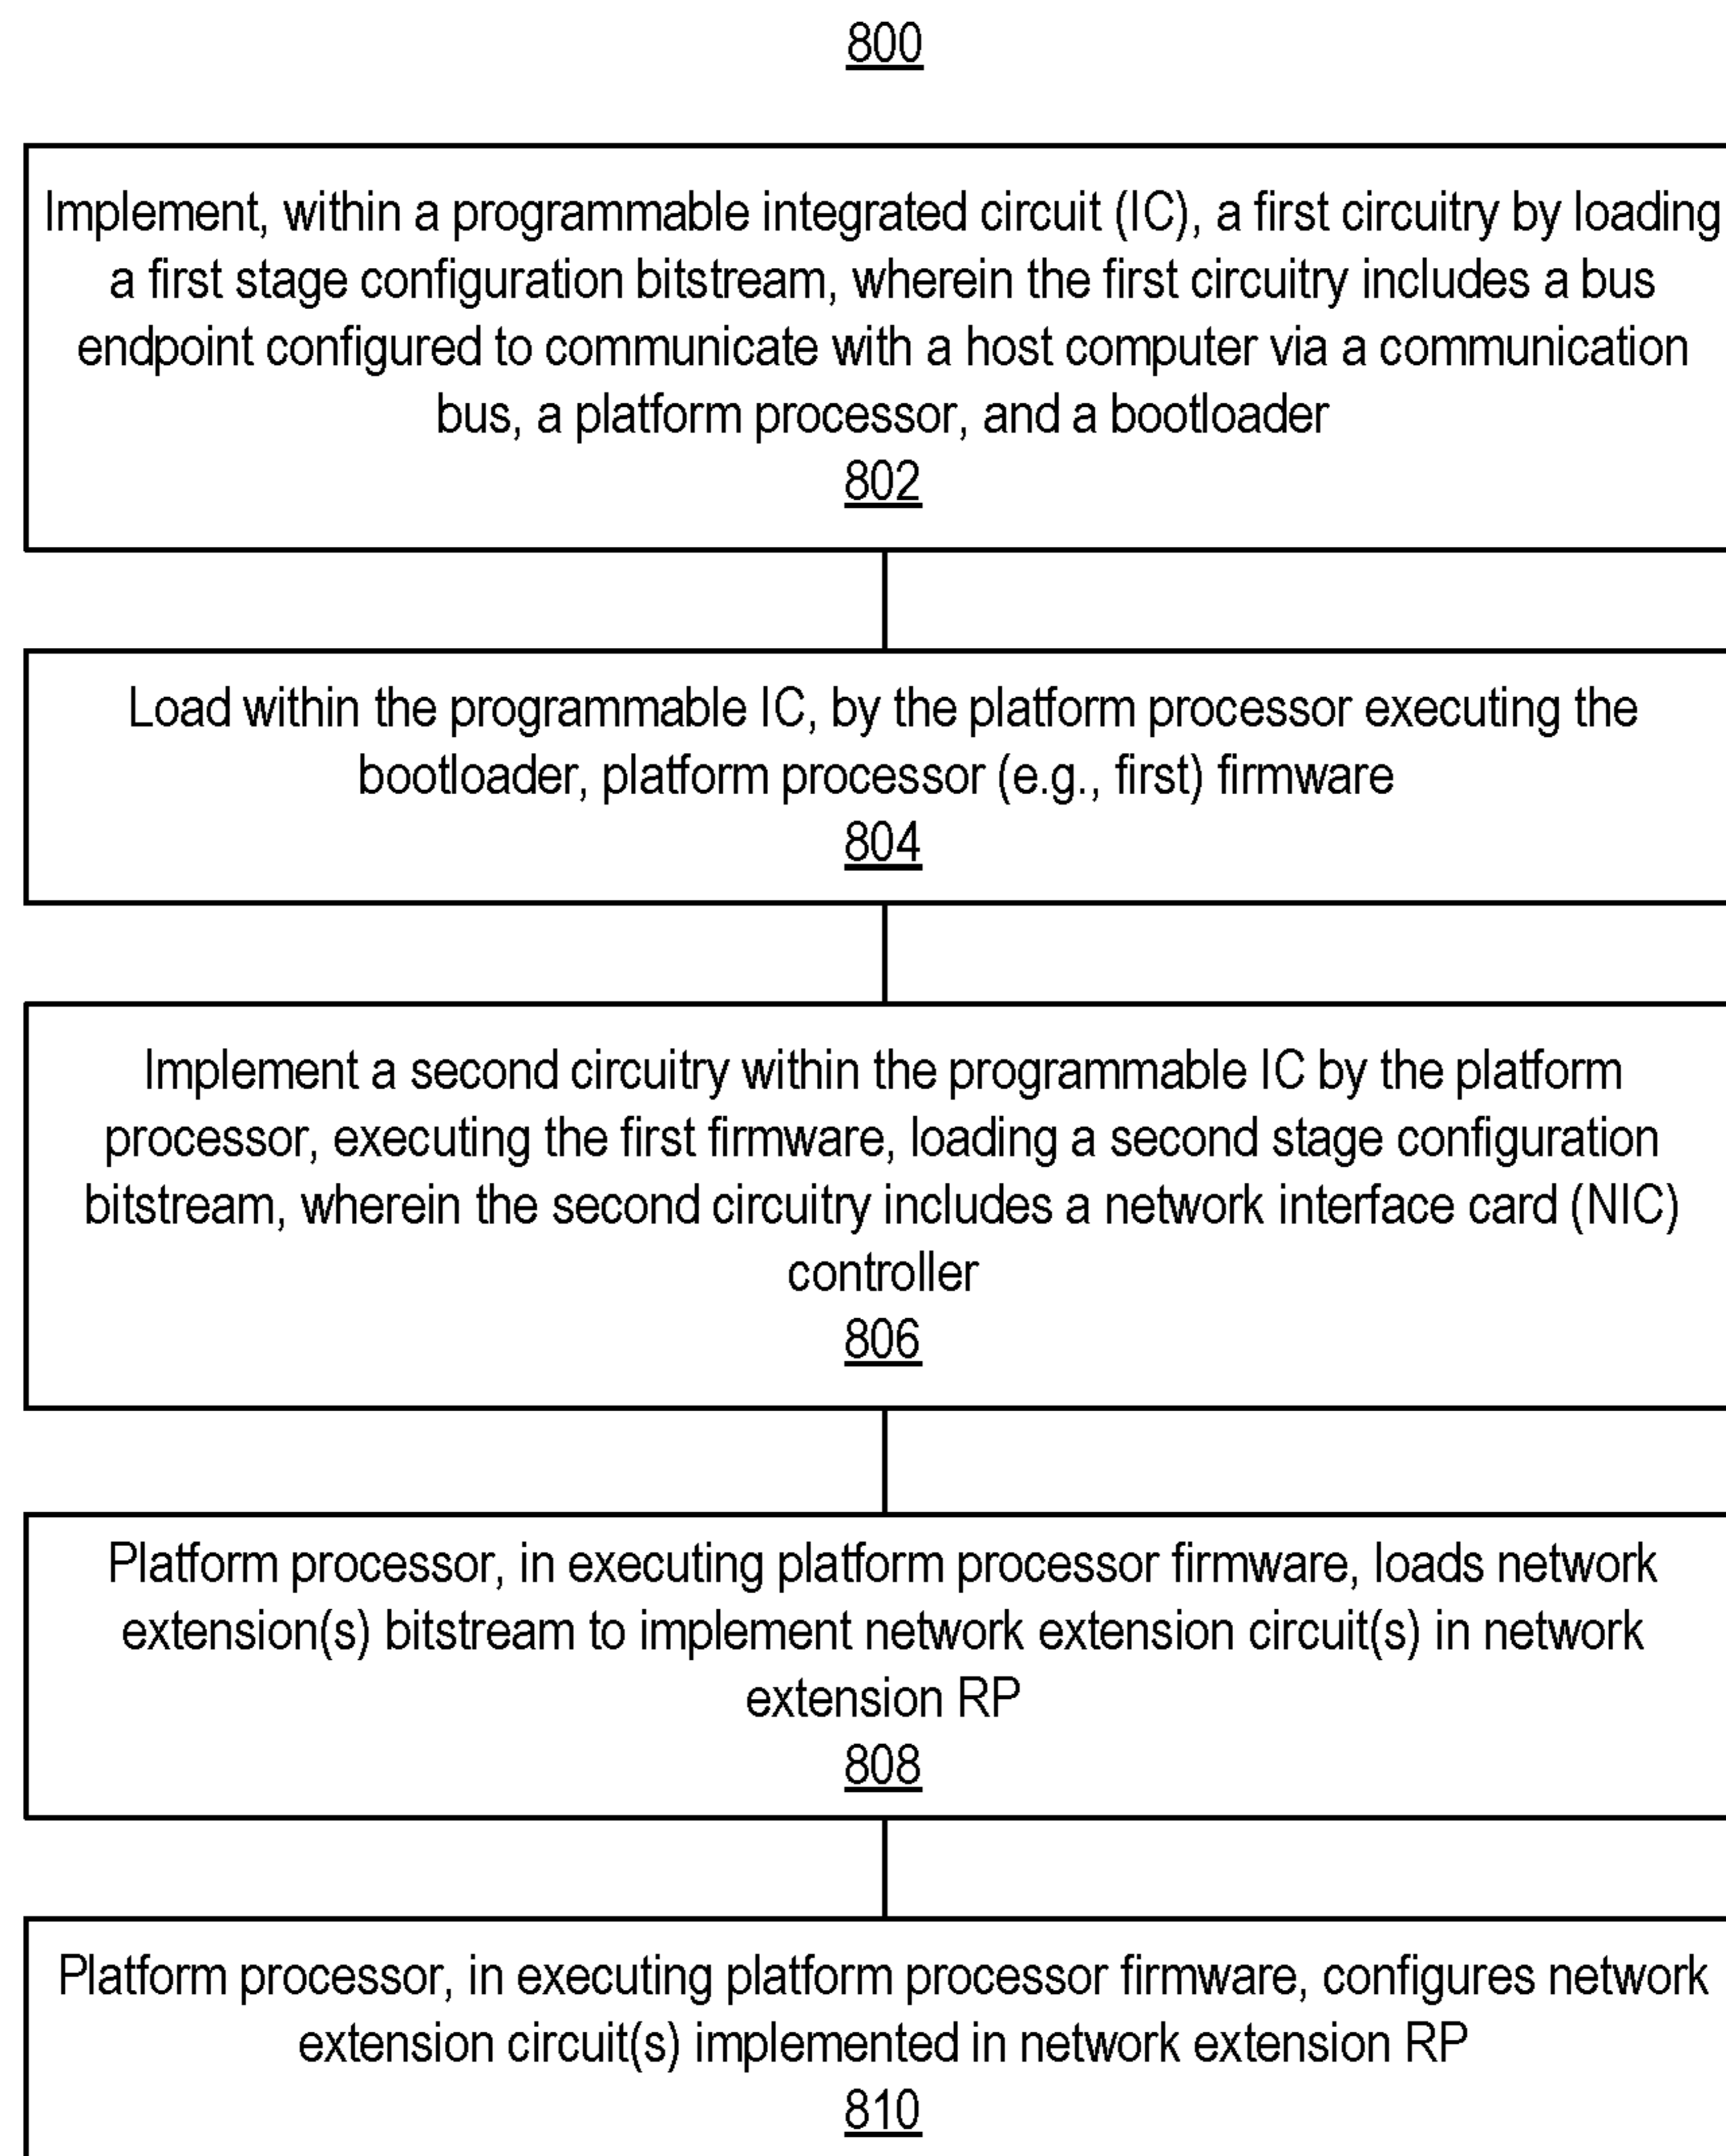 800
Implement, within a programmable integrated circuit (IC), a first circuitry by loading
a first stage configuration bitstream, wherein the first circuitry includes a bus
endpoint configured to communicate with a host computer via a communication
bus, a platform processor, and a bootloader
802
Load within the programmable IC, by the platform processor executing the
bootloader, platform processor (e.g., first) firmware
804
Implement a second circuitry within the programmable IC by the platform
processor, executing the first firmware, loading a second stage configuration
bitstream, wherein the second circuitry includes a network interface card (NIC)
controller
806
Platform processor, in executing platform processor firmware, loads network
extension(s) bitstream to implement network extension circuit(s) in network
extension RP
808
Platform processor, in executing platform processor firmware, configures network
extension circuit(s) implemented in network extension RP
810